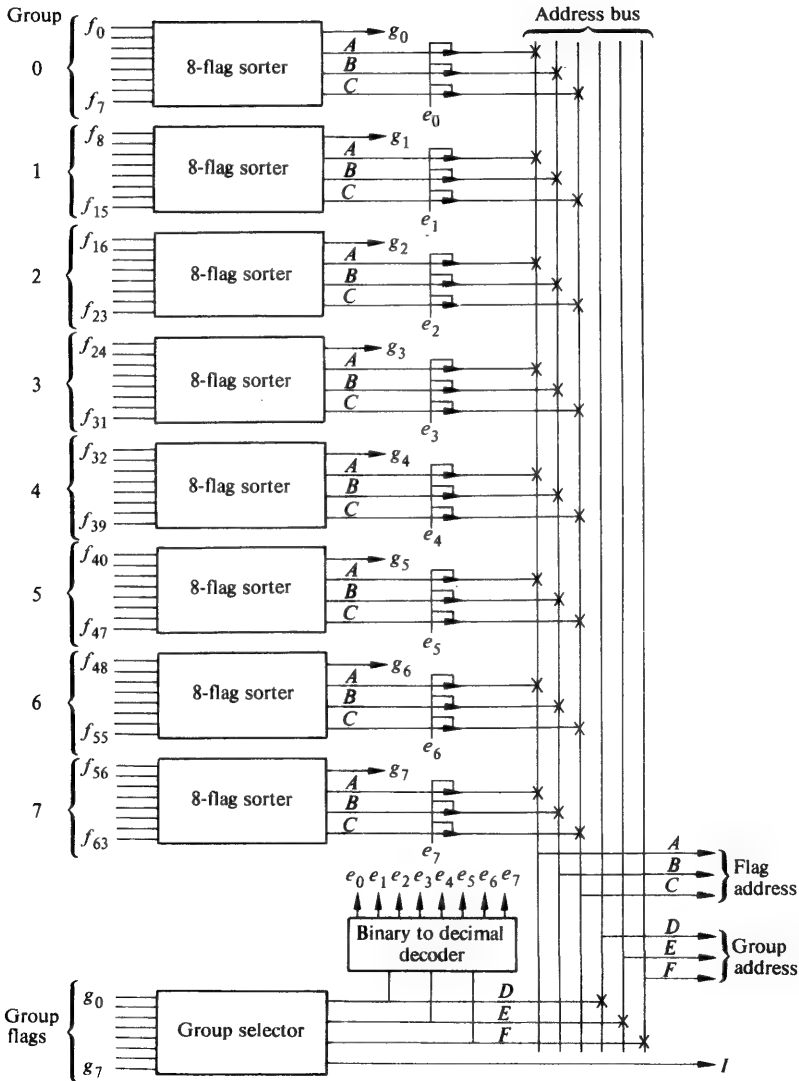 Group
Address bus
0
f0
f7
8-flag sorter
g0
A
B
C
e0
1
f8
f15
8-flag sorter
g1
A
B
C
e1
2
f16
f23
8-flag sorter
g2
A
B
C
e2
3
f24
f31
8-flag sorter
g3
A
B
C
e3
4
f32
f39
8-flag sorter
g4
A
B
C
e4
5
f40
f47
8-flag sorter
g5
A
B
C
e5
6
f48
f55
8-flag sorter
g6
A
B
C
e6
7
f56
f63
8-flag sorter
g7
A
B
C
e7
A
B
C
Flag
address
e0 e1 e2 e3 e4 e5 e6 e7
Binary to decimal
decoder
D
E
F
Group
address
Group
flags
g0
g7
Group selector
D
E
F
I